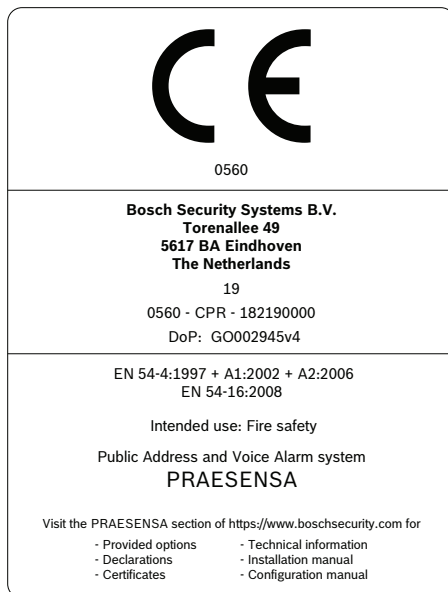 CE
0560
Bosch Security Systems B.V.
Torenallee 49
5617 BA Eindhoven
The Netherlands
19
0560 - CPR - 182190000
DoP: GO002945v4
EN 54-4:1997 + A1:2002 + A2:2006
EN 54-16:2008
Intended use: Fire safety
Public Address and Voice Alarm system
PRAESENSA
Visit the PRAESENSA section of https://www.boschsecurity.com for
- Provided options - Technical information
- Declarations - Installation manual
- Certificates - Configuration manual